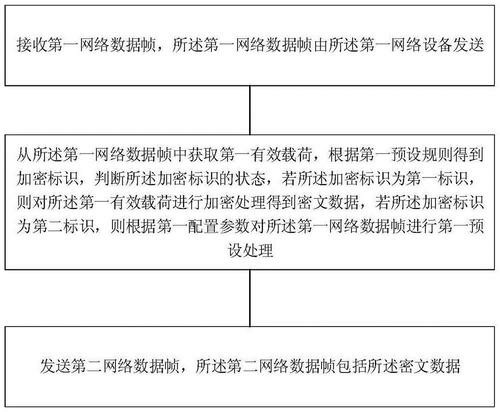 接收第一网络数据帧，所述第一网络数据帧由所述第一网络设备发送
从所述第一网络数据帧中获取第一有效载荷，根据第一预设规则得到
加密标识，判断所述加密标识的状态，若所述加密标识为第一标识，
则对所述第一有效载荷进行加密处理得到密文数据，若所述加密标识
为第二标识，则根据第一配置参数对所述第一网络数据帧进行第一预
设处理
发送第二网络数据帧，所述第二网络数据帧包括所述密文数据